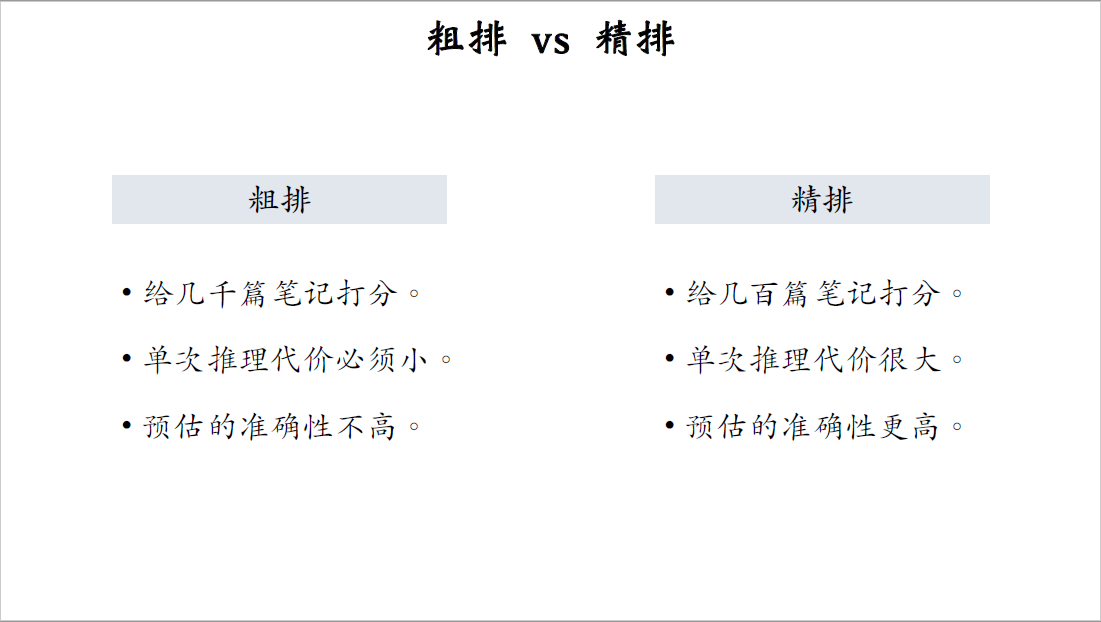 粗排 vs 精排
粗排
• 给几千篇笔记打分。
• 单次推理代价必须小。
• 预估的准确性不高。
精排
• 给几百篇笔记打分。
• 单次推理代价很大。
• 预估的准确性更高。